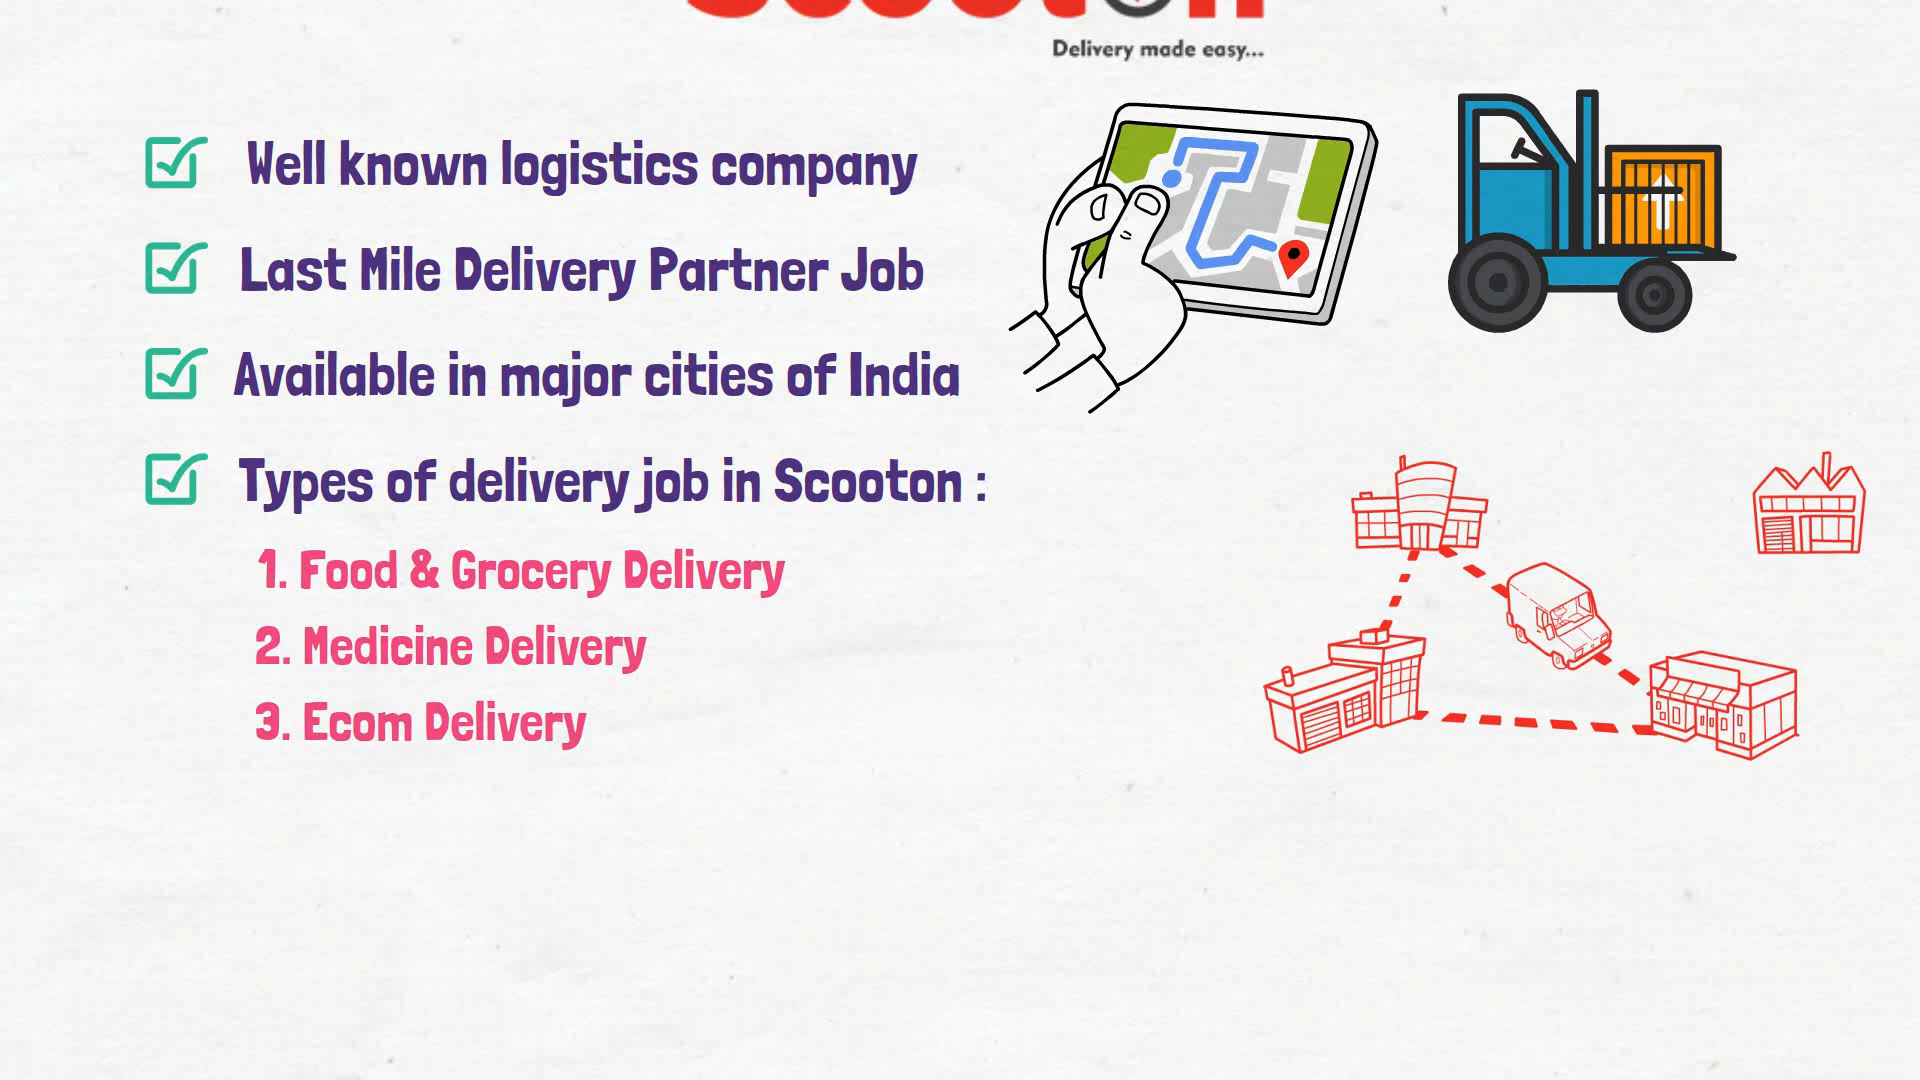 Scooton
Delivery made easy...
Well known logistics company
Last Mile Delivery Partner Job
Available in major cities of India
Types of delivery job in Scooton :
1. Food & Grocery Delivery
2. Medicine Delivery
3. Ecom Delivery